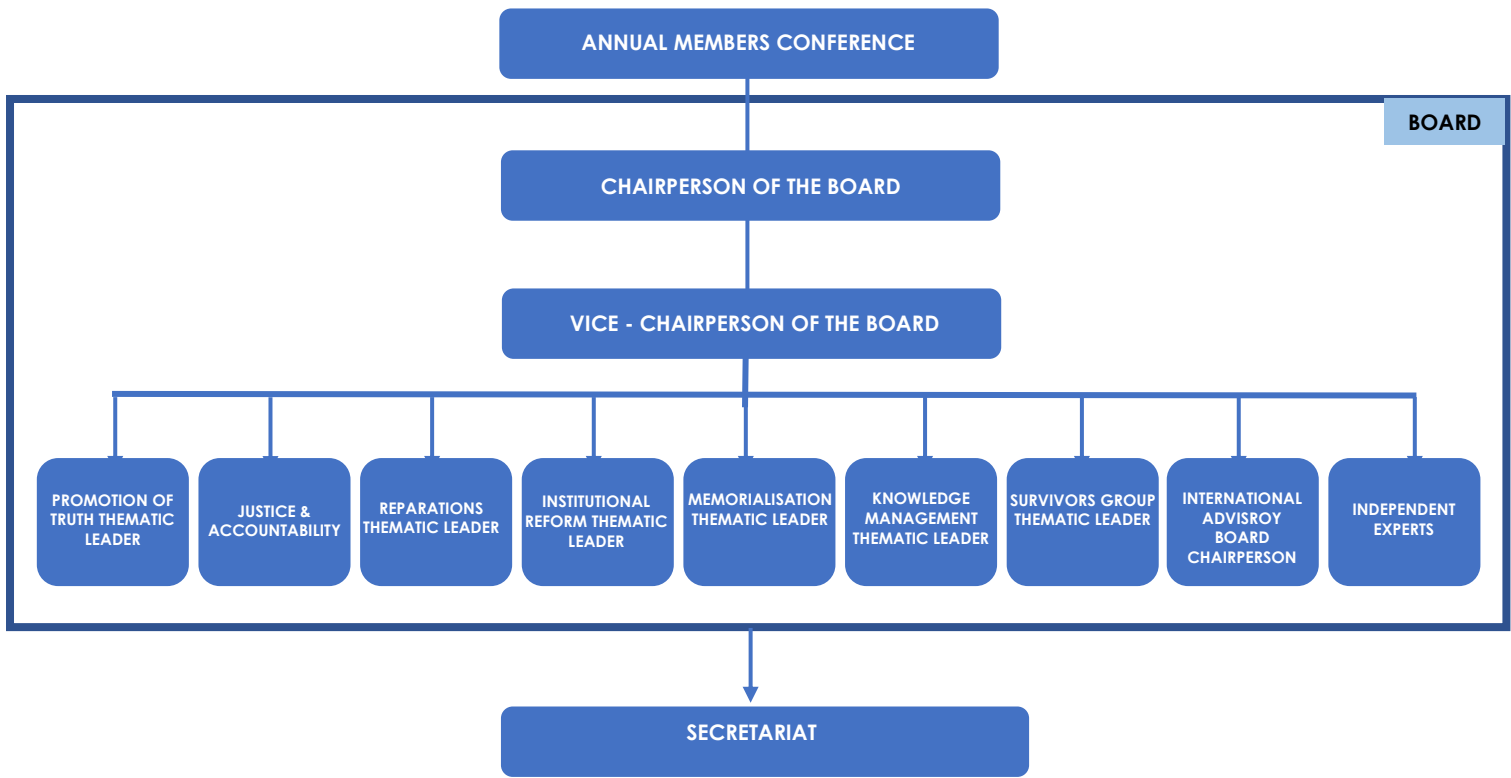 ANNUAL MEMBERS CONFERENCE
BOARD
CHAIRPERSON OF THE BOARD
VICE - CHAIRPERSON OF THE BOARD
PROMOTION OF
TRUTH THEMATIC
LEADER
JUSTICE &
ACCOUNTABILITY
REPARATIONS
THEMATIC LEADER
INSTITUTIONAL
REFORM THEMATIC
LEADER
MEMORIALISATION
THEMATIC LEADER
KNOWLEDGE
MANAGEMENT
THEMATIC LEADER
SURVIVORS GROUP
THEMATIC LEADER
INTERNATIONAL
ADVISROY
BOARD
CHAIRPERSON
INDEPENDENT
EXPERTS
SECRETARIAT